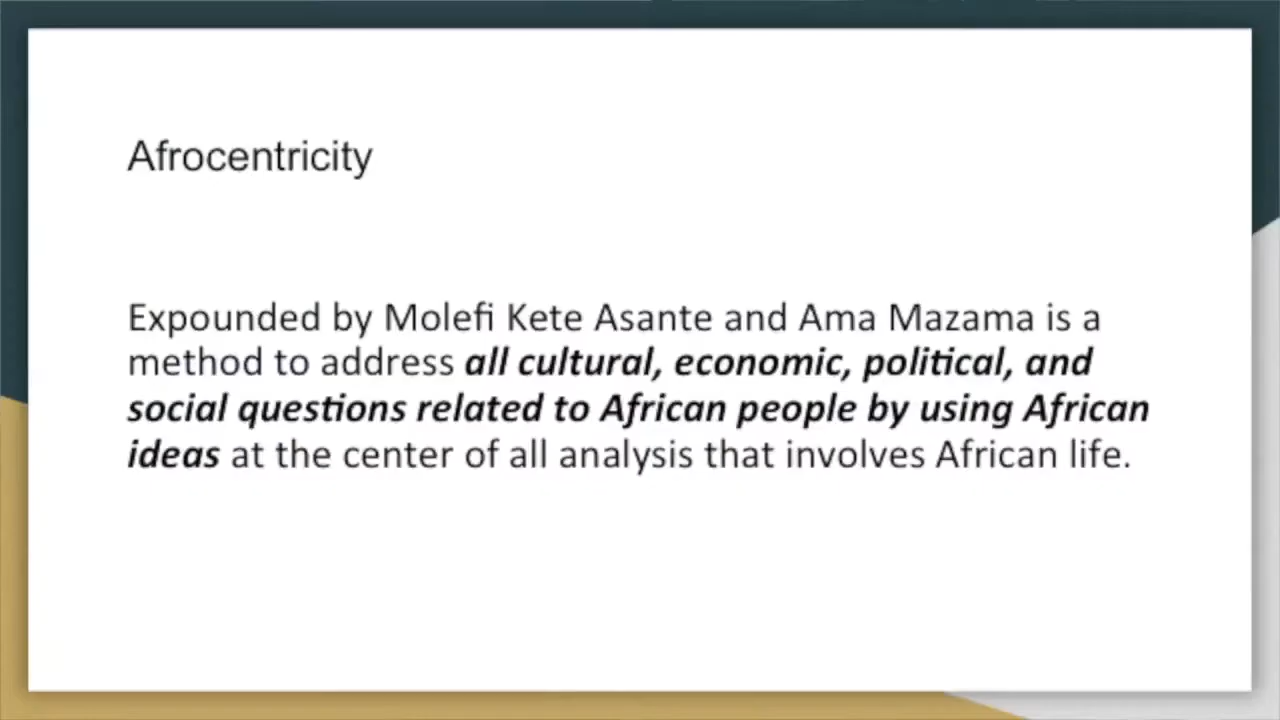 Afrocentricity
Expounded by Molefi Kete Asante and Ama Mazama is a
method to address all cultural, economic, political, and
social questions related to African people by using African
ideas at the center of all analysis that involves African life.